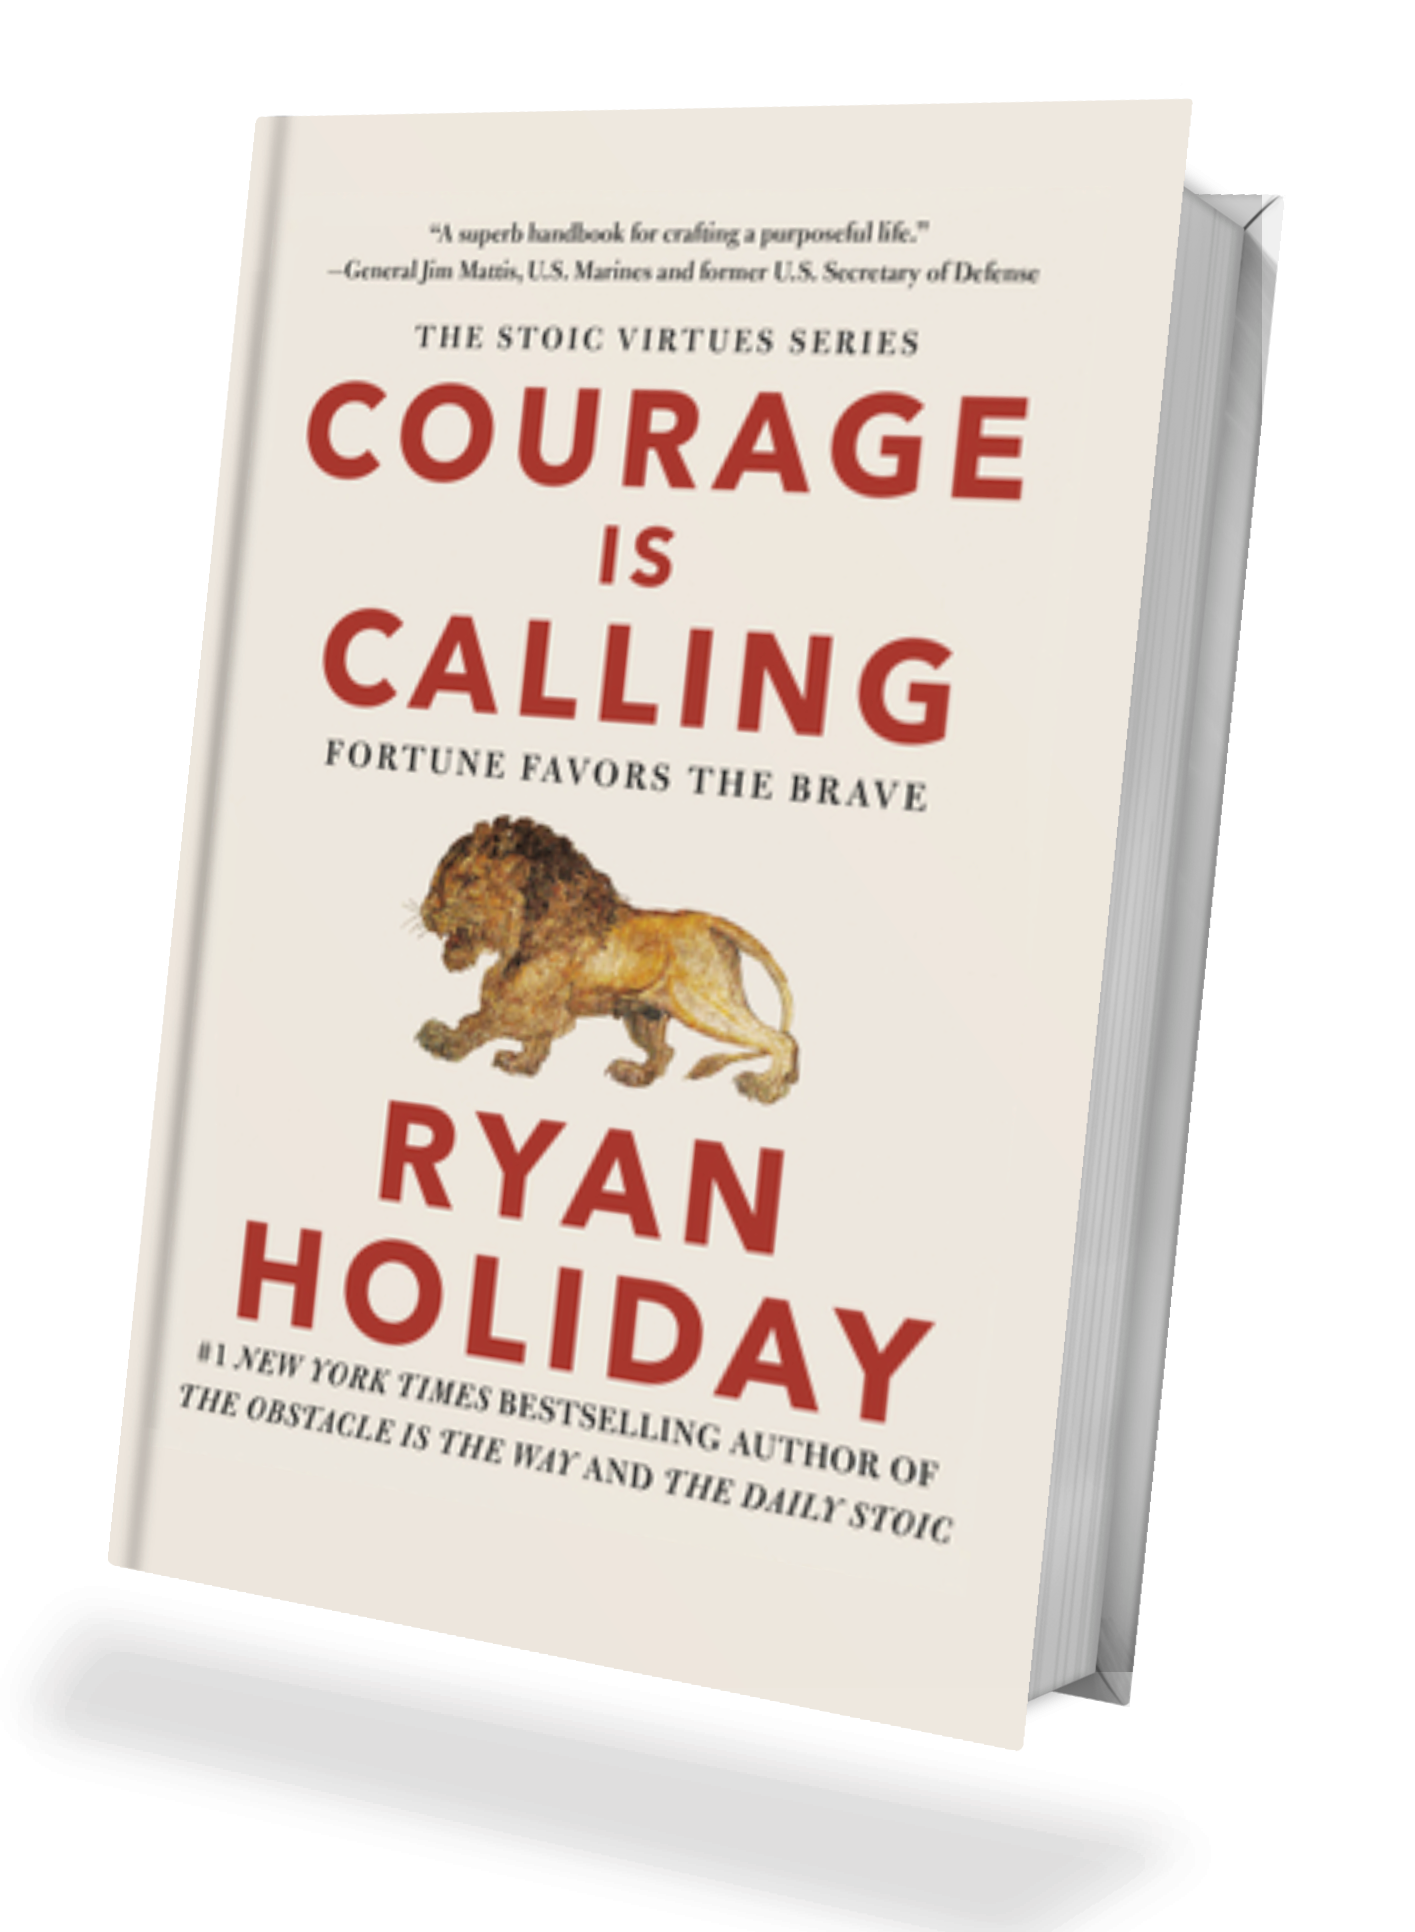 “A superb handbook for crafting a purposeful life.”
—General Jim Mattis, U.S. Marines and former U.S. Secretary of Defense
THE STOIC VIRTUES SERIES
COURAGE
IS
CALLING
FORTUNE FAVORS THE BRAVE
RYAN
HOLIDAY
#1 NEW YORK TIMES BESTSELLING AUTHOR OF
THE OBSTACLE IS THE WAY AND THE DAILY STOIC